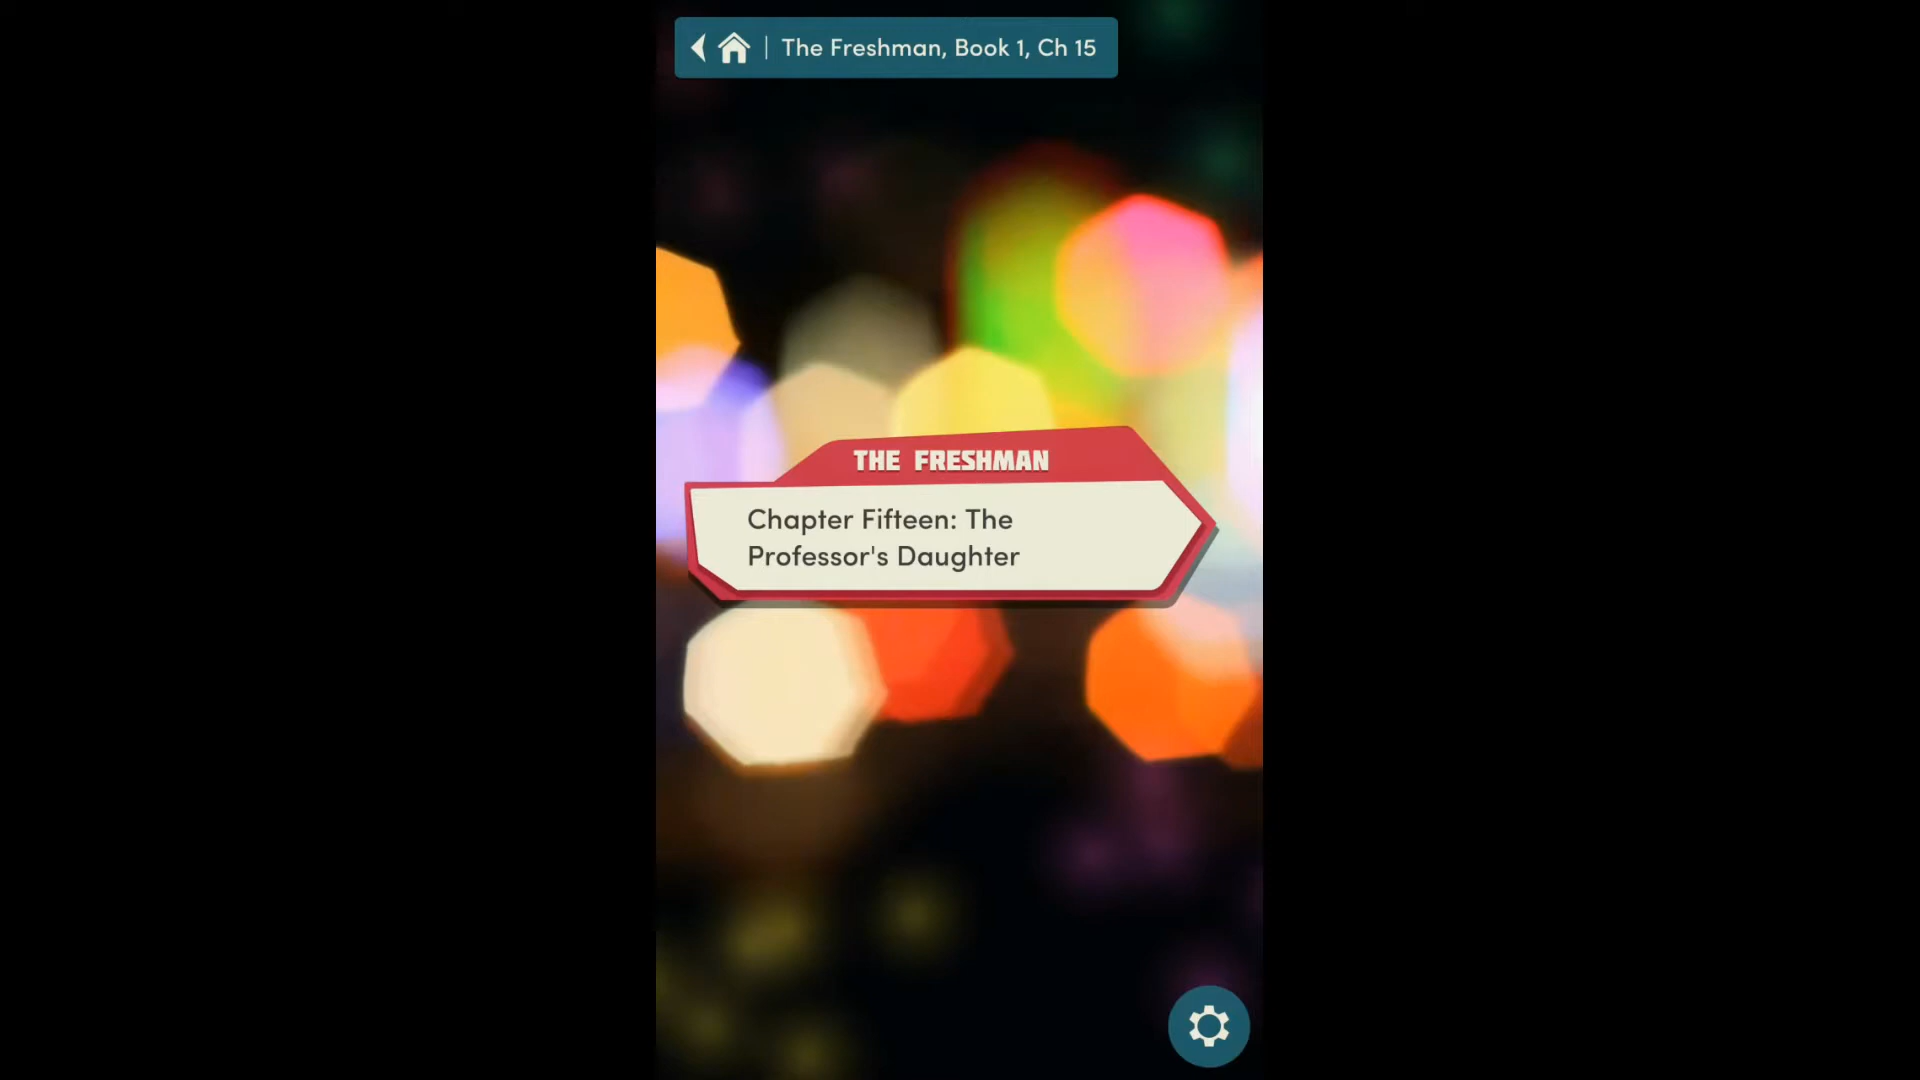 The Freshman, Book 1, Ch 15
THE FRESHMAN
Chapter Fifteen: The
Professor's Daughter